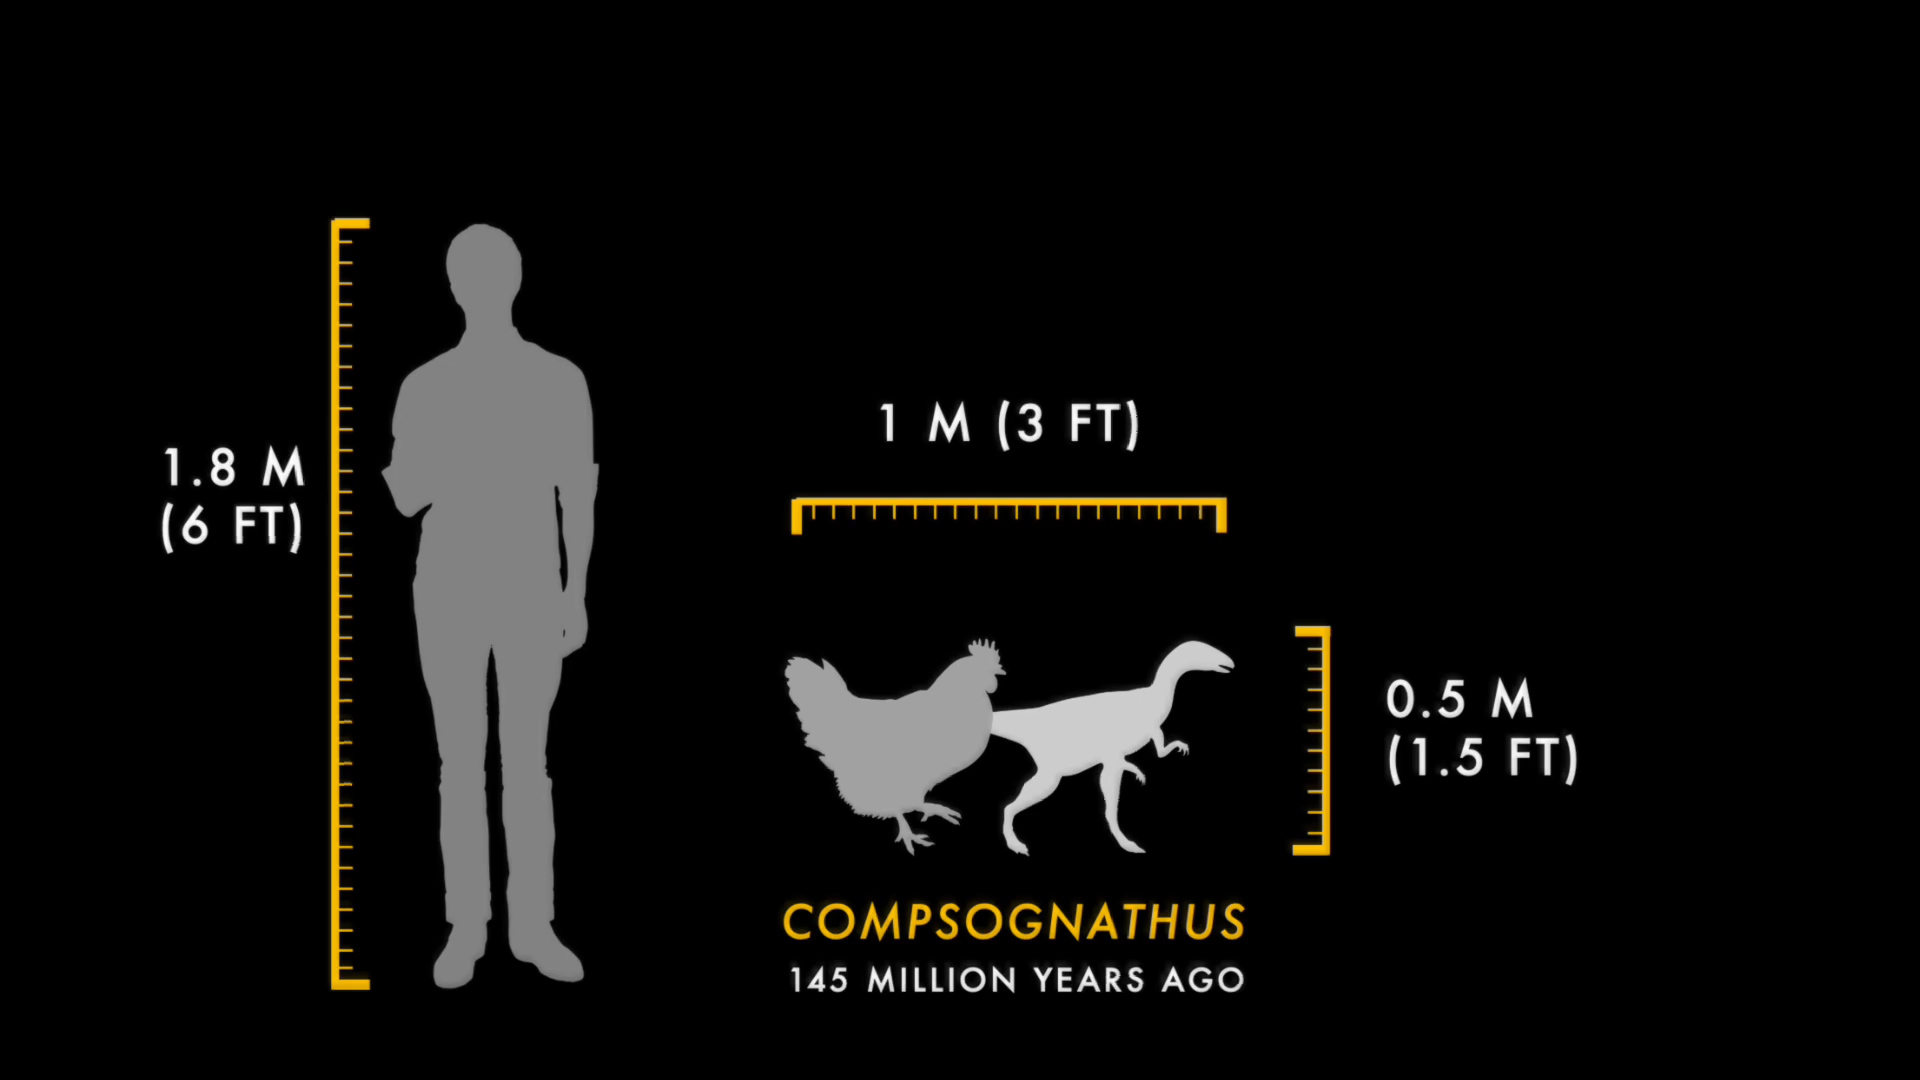 1.8 M
(6 FT)
1 M (3 FT)
0.5 M
(1.5 FT)
COMPSOGNATHUS
145 MILLION YEARS AGO